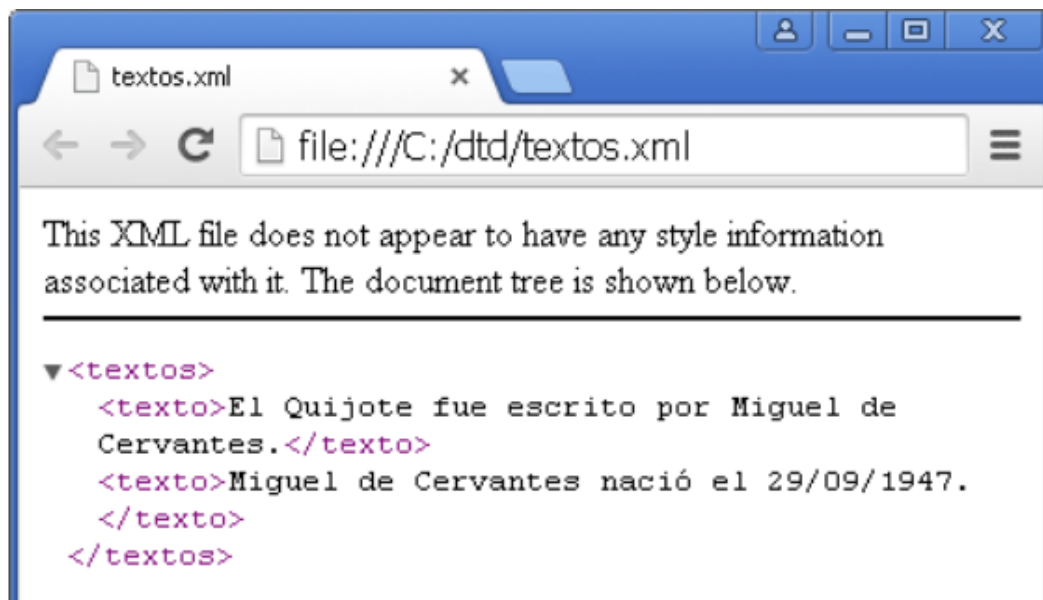 textos.xml
file:///C:/dtd/textos.xml
This XML file does not appear to have any style information
associated with it. The document tree is shown below.
▼<textos>
<texto>El Quijote fue escrito por Miguel de
Cervantes.</texto>
<texto>Miguel de Cervantes nació el 29/09/1947.
</texto>
</textos>